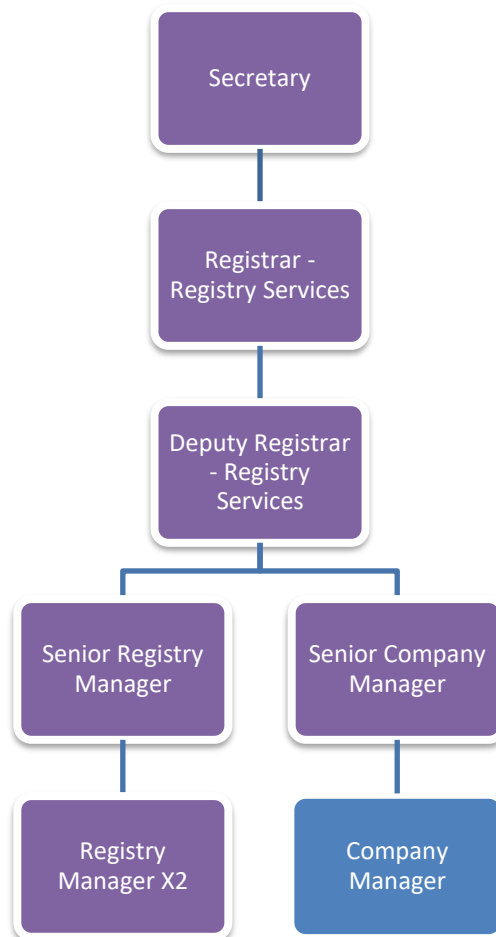 Secretary
Registrar -
Registry Services
Deputy Registrar
- Registry
Services
Senior Registry
Manager
Senior Company
Manager
Registry
Manager X2
Company
Manager